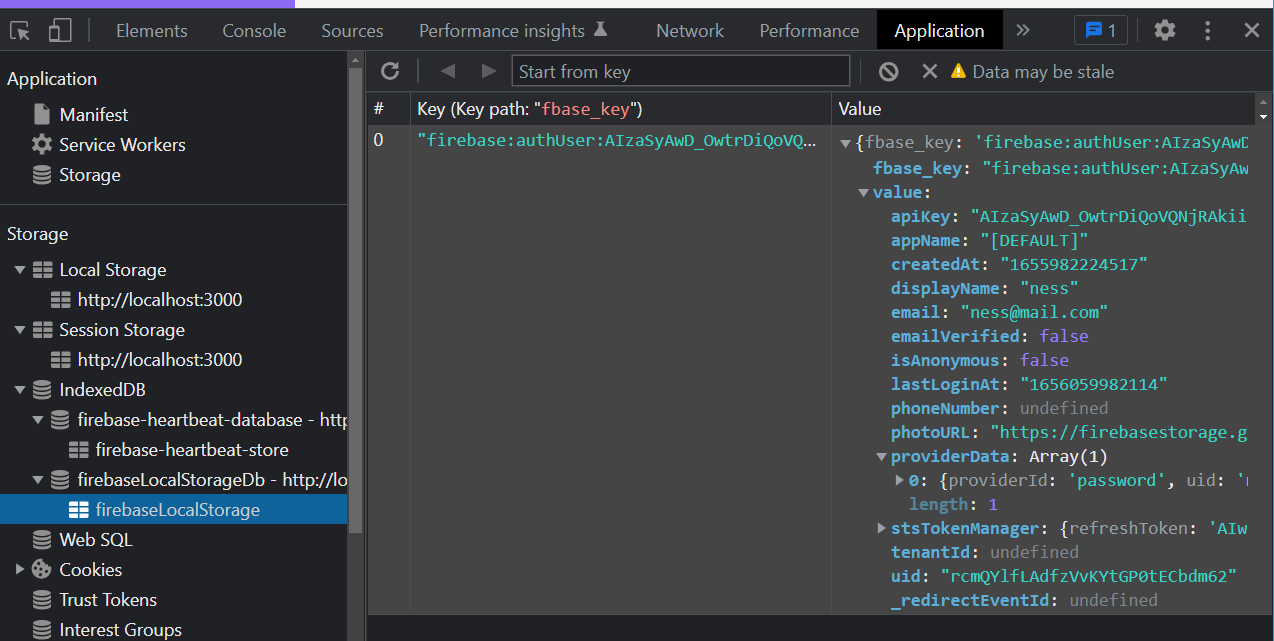 Elements Console Sources Performance insights Network Performance Application » 1
Application
Manifest
Service Workers
Storage
Storage
Local Storage
http://localhost:3000
Session Storage
http://localhost:3000
IndexedDB
firebase-heartbeat-database - http
firebase-heartbeat-store
firebaseLocalStorageDb - http://lo
firebaseLocalStorage
Web SQL
Cookies
Trust Tokens
Interest Groups
Start from key Data may be stale
# Key (Key path: "fbase_key") Value
0 "firebase:authUser:AIzaSyAwD_OwtrDiQoVQ... {fbase_key: 'firebase:authUser:AIzaSyAwD
fbase_key: "firebase:authUser:AIzaSyAw
value:
apiKey: "AIzaSyAwD_OwtrDiQoVQNjRAkii
appName: "[DEFAULT]"
createdAt: "1655982224517"
displayName: "ness"
email: "ness@mail.com"
emailVerified: false
isAnonymous: false
lastLoginAt: "1656059982114"
phoneNumber: undefined
photoURL: "https://firebasestorage.g
providerData: Array(1)
0: {providerId: 'password', uid: '
length: 1
stsTokenManager: {refreshToken: 'AIw
tenantId: undefined
uid: "rcmQYlfLAdfzVvKYtGP0tECbdm62"
_redirectEventId: undefined